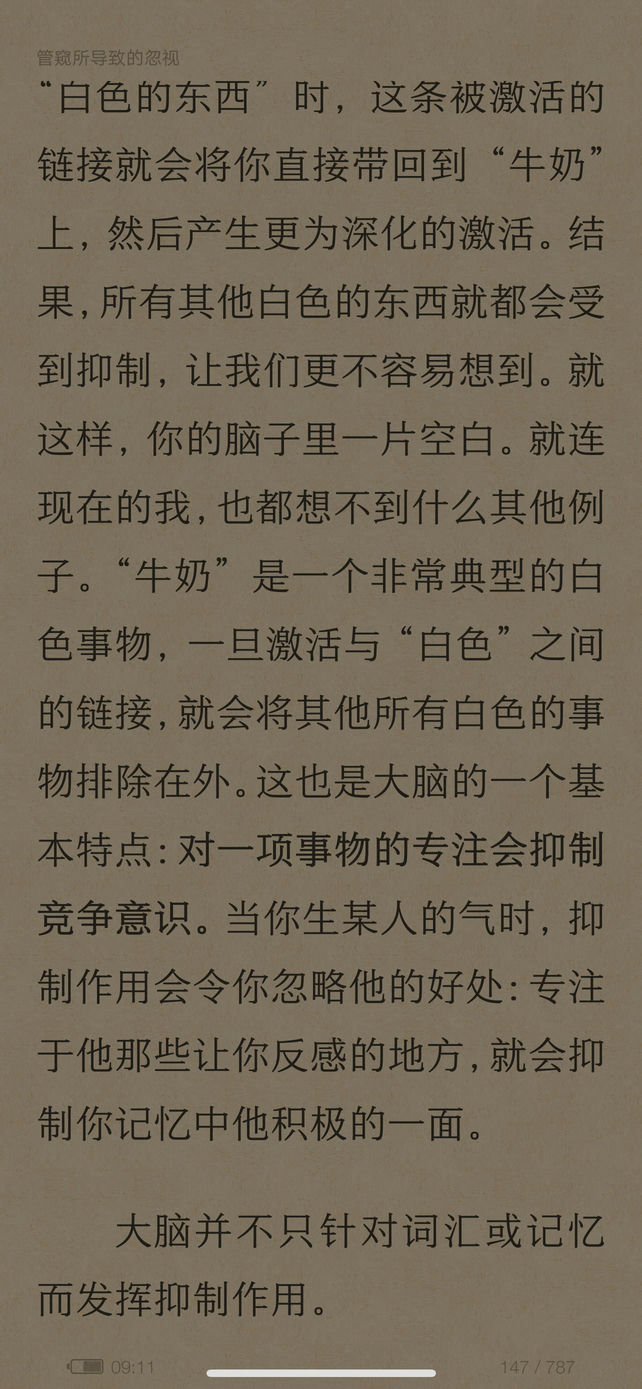 管窥所导致的忽视
“白色的东西”时，这条被激活的
链接就会将你直接带回到“牛奶”
上，然后产生更为深化的激活。结
果，所有其他白色的东西就都会受
到抑制，让我们更不容易想到。就
这样，你的脑子里一片空白。就连
现在的我，也都想不到什么其他例
子。“牛奶”是一个非常典型的白
色事物，一旦激活与“白色”之间
的链接，就会将其他所有白色的事
物排除在外。这也是大脑的一个基
本特点：对一项事物的专注会抑制
竞争意识。当你生某人的气时，抑
制作用会令你忽略他的好处：专注
于他那些让你反感的地方，就会抑
制你记忆中他积极的一面。
大脑并不只针对词汇或记忆
而发挥抑制作用。
09:11
147 / 787